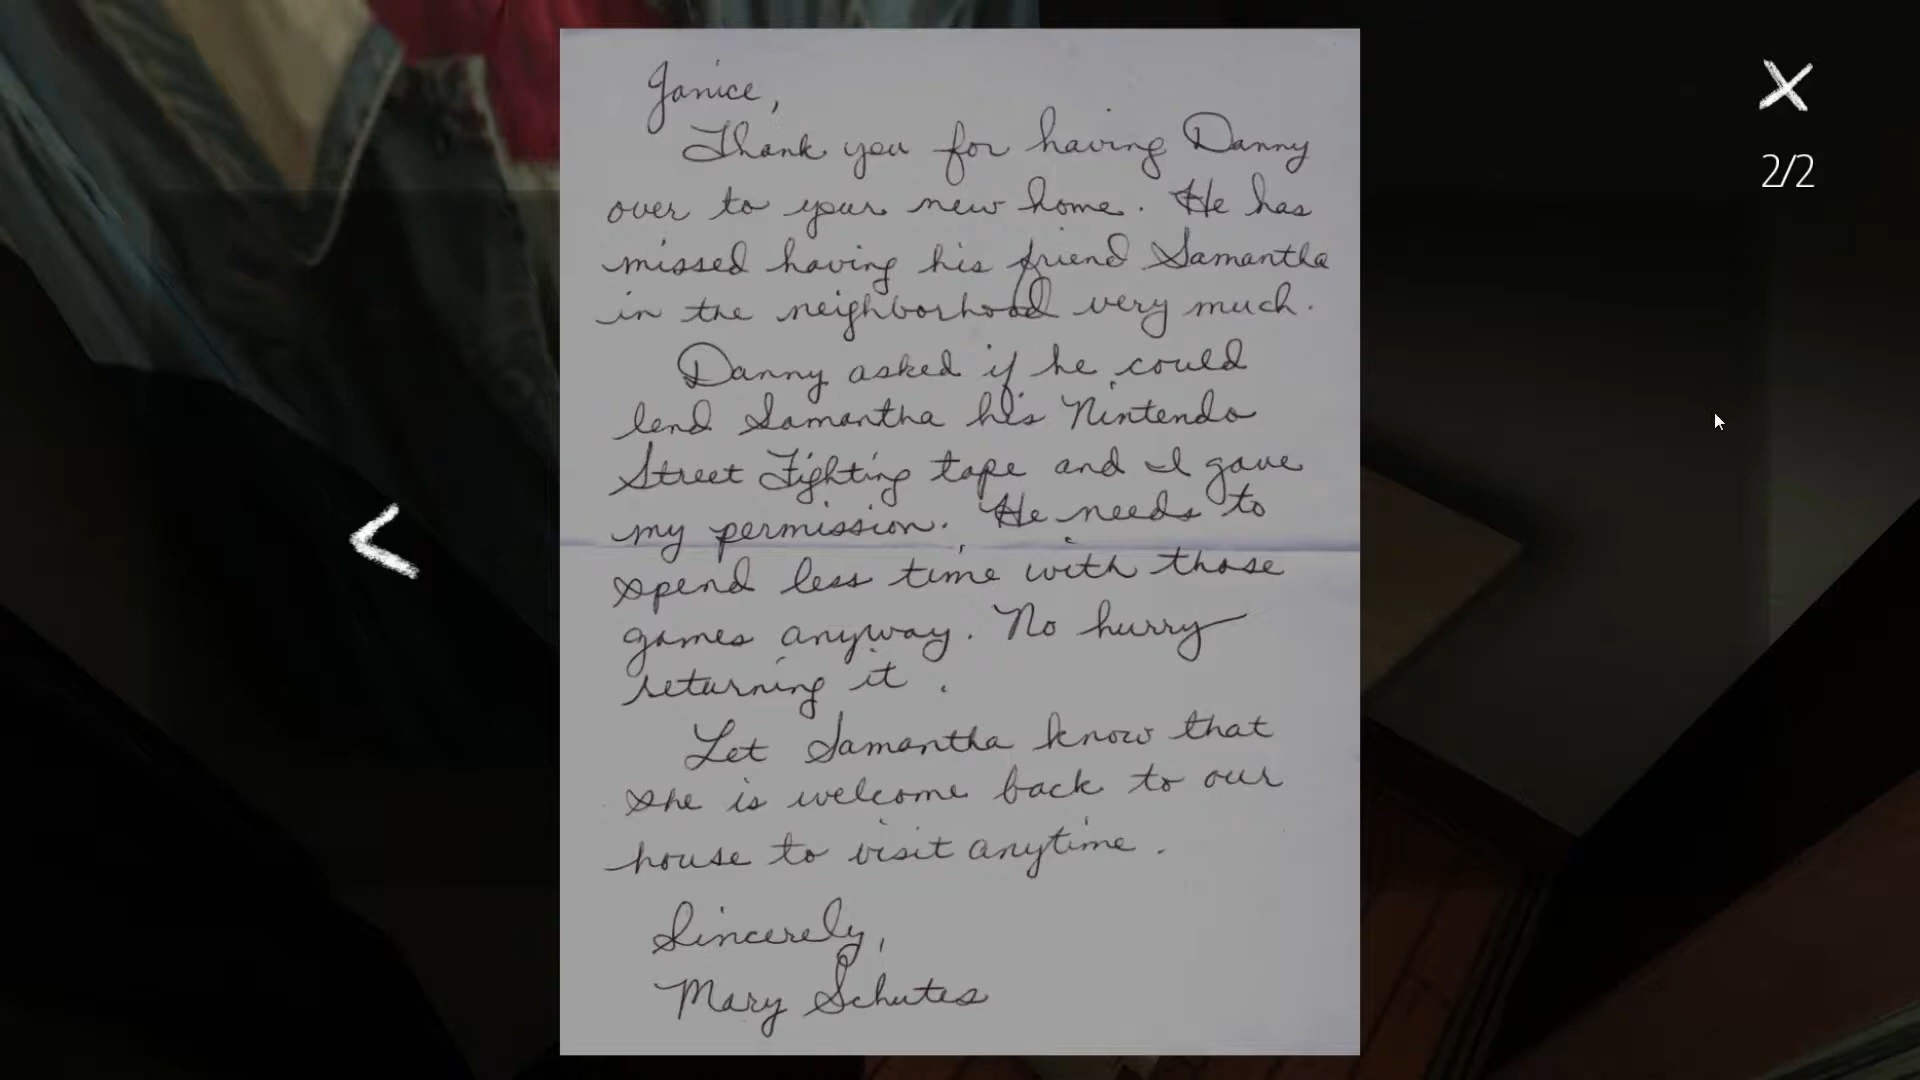 Janice,
Thank you for having Danny
over to your new home. He has
missed having his friend Samantha
in the neighborhood very much.
Danny asked if he could
lend Samantha his Nintendo
Street Fighting tape and I gave
my permission. He needs to
spend less time with those
games anyway. No hurry
returning it.
Let Samantha know that
she is welcome back to our
house to visit anytime.
Sincerely,
Mary Schutes
2/2